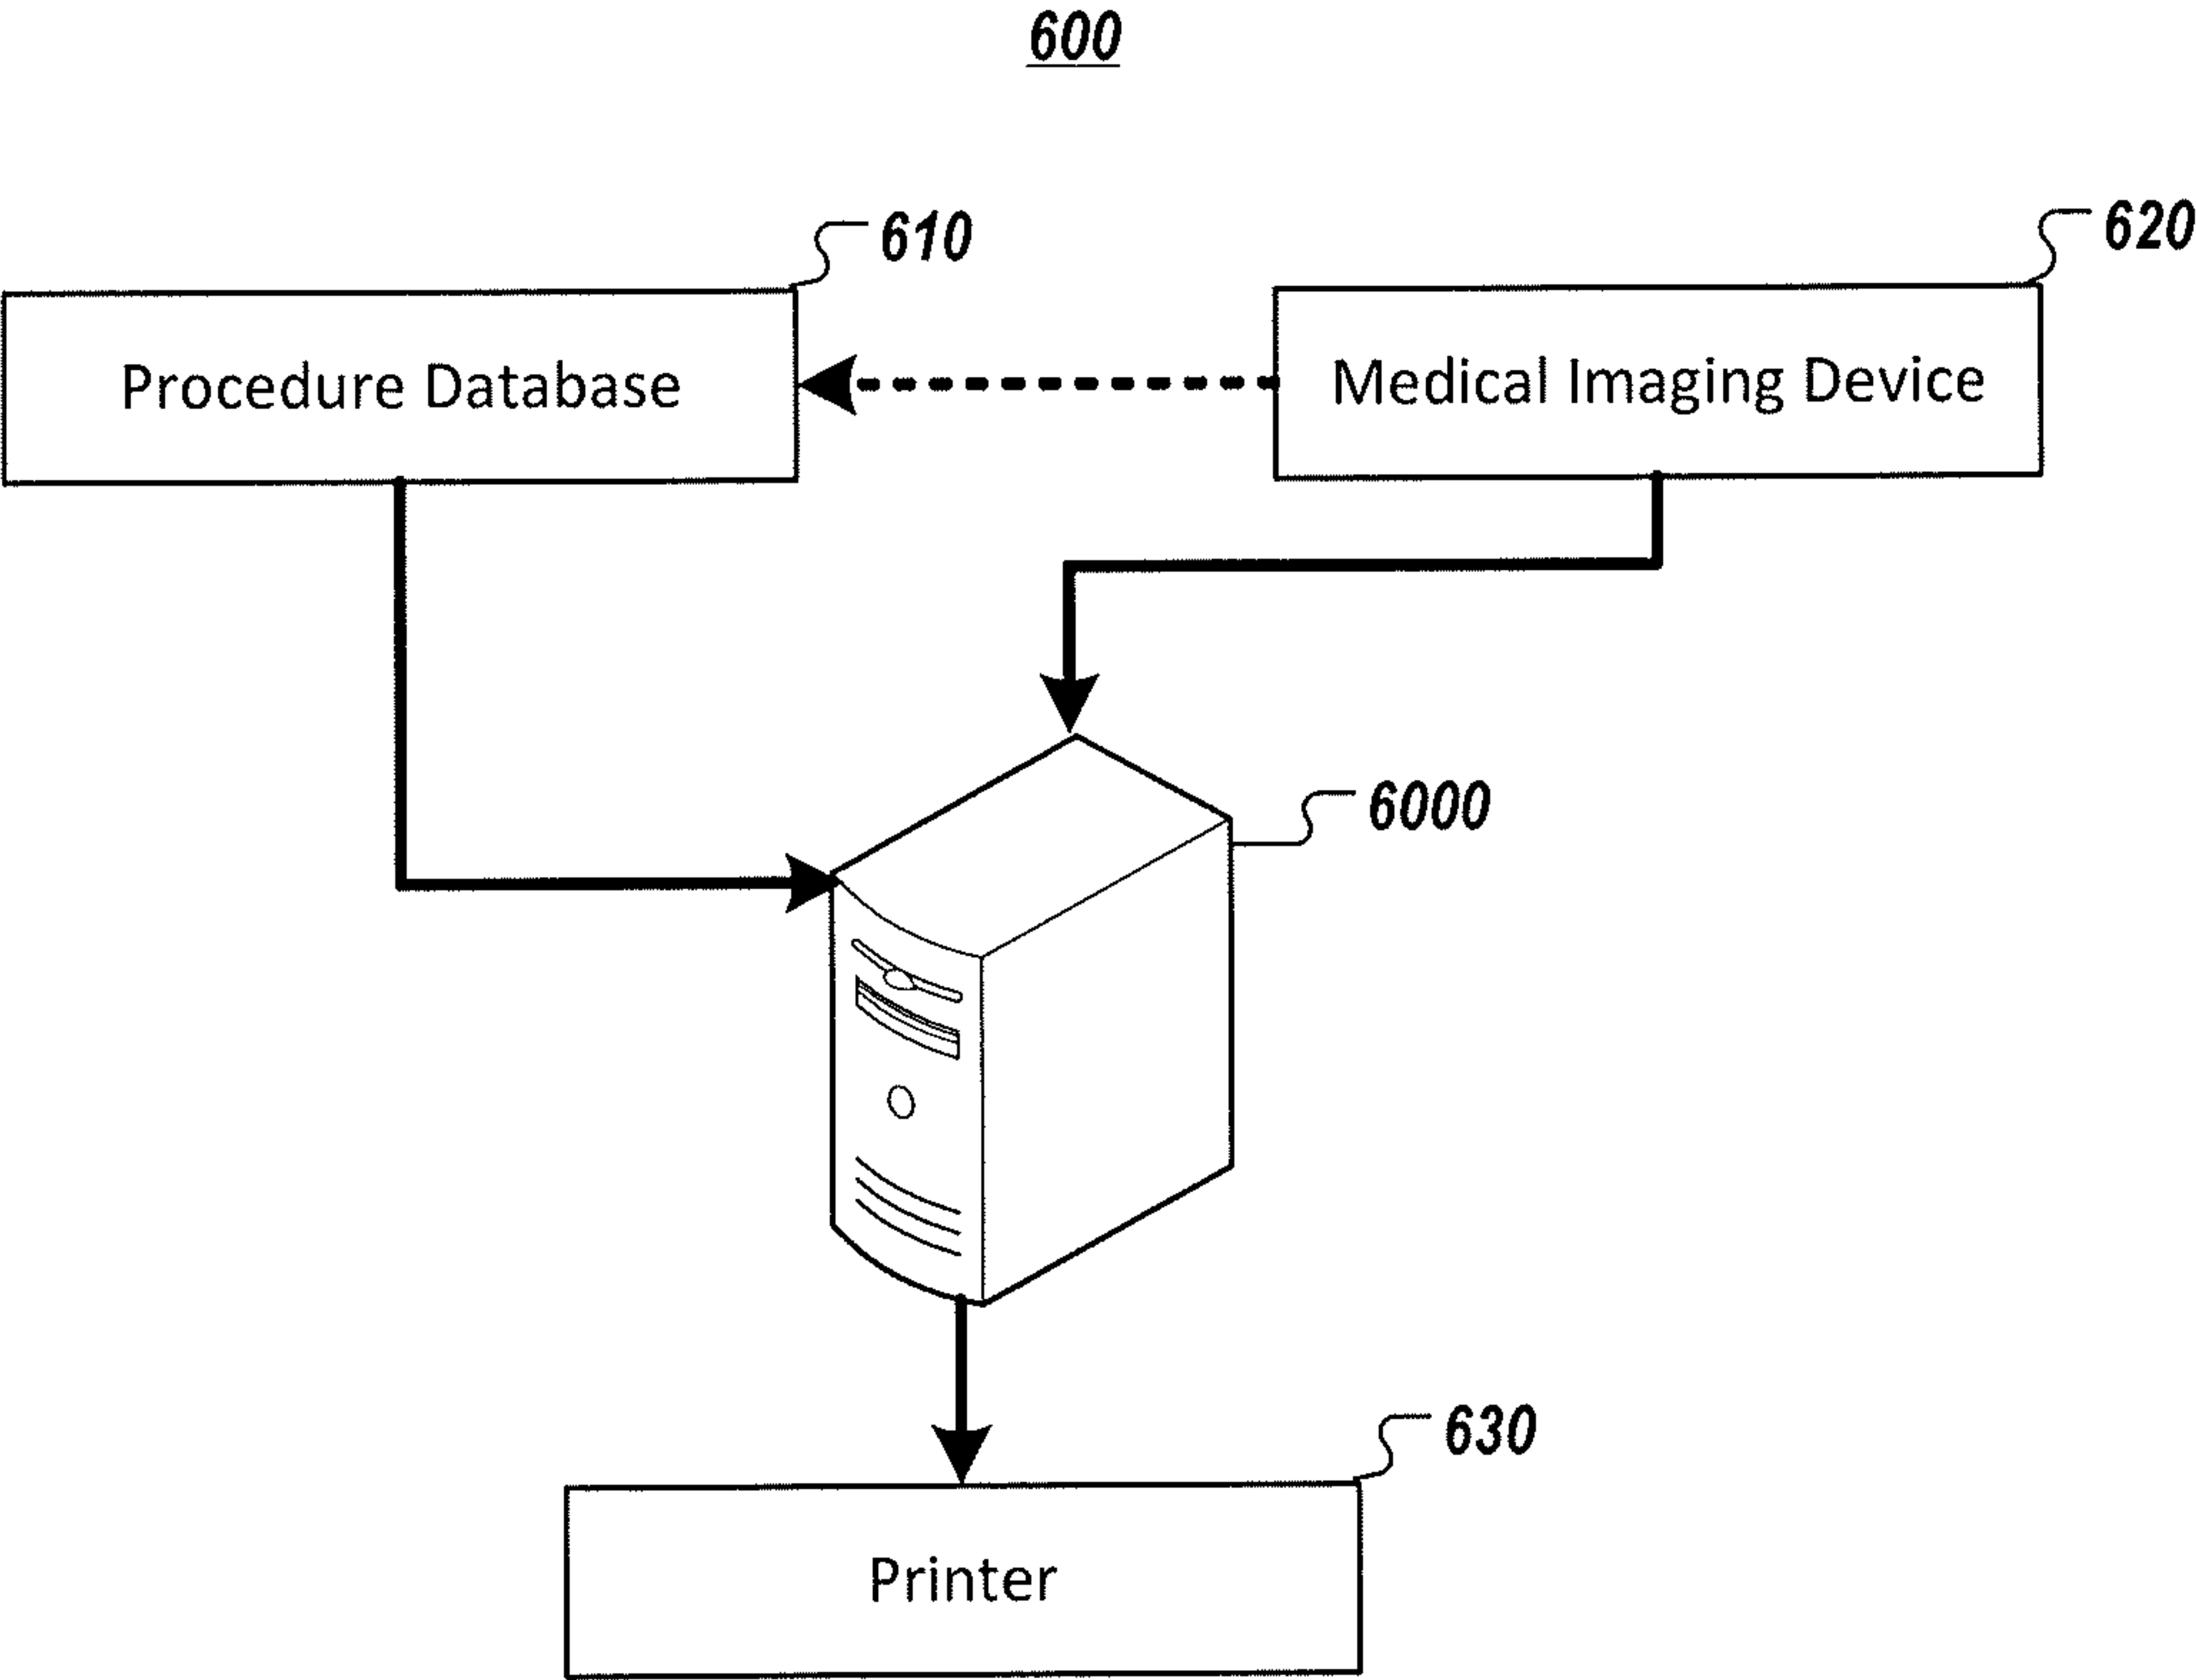 600
610
620
Procedure Database
Medical Imaging Device
6000
630
Printer